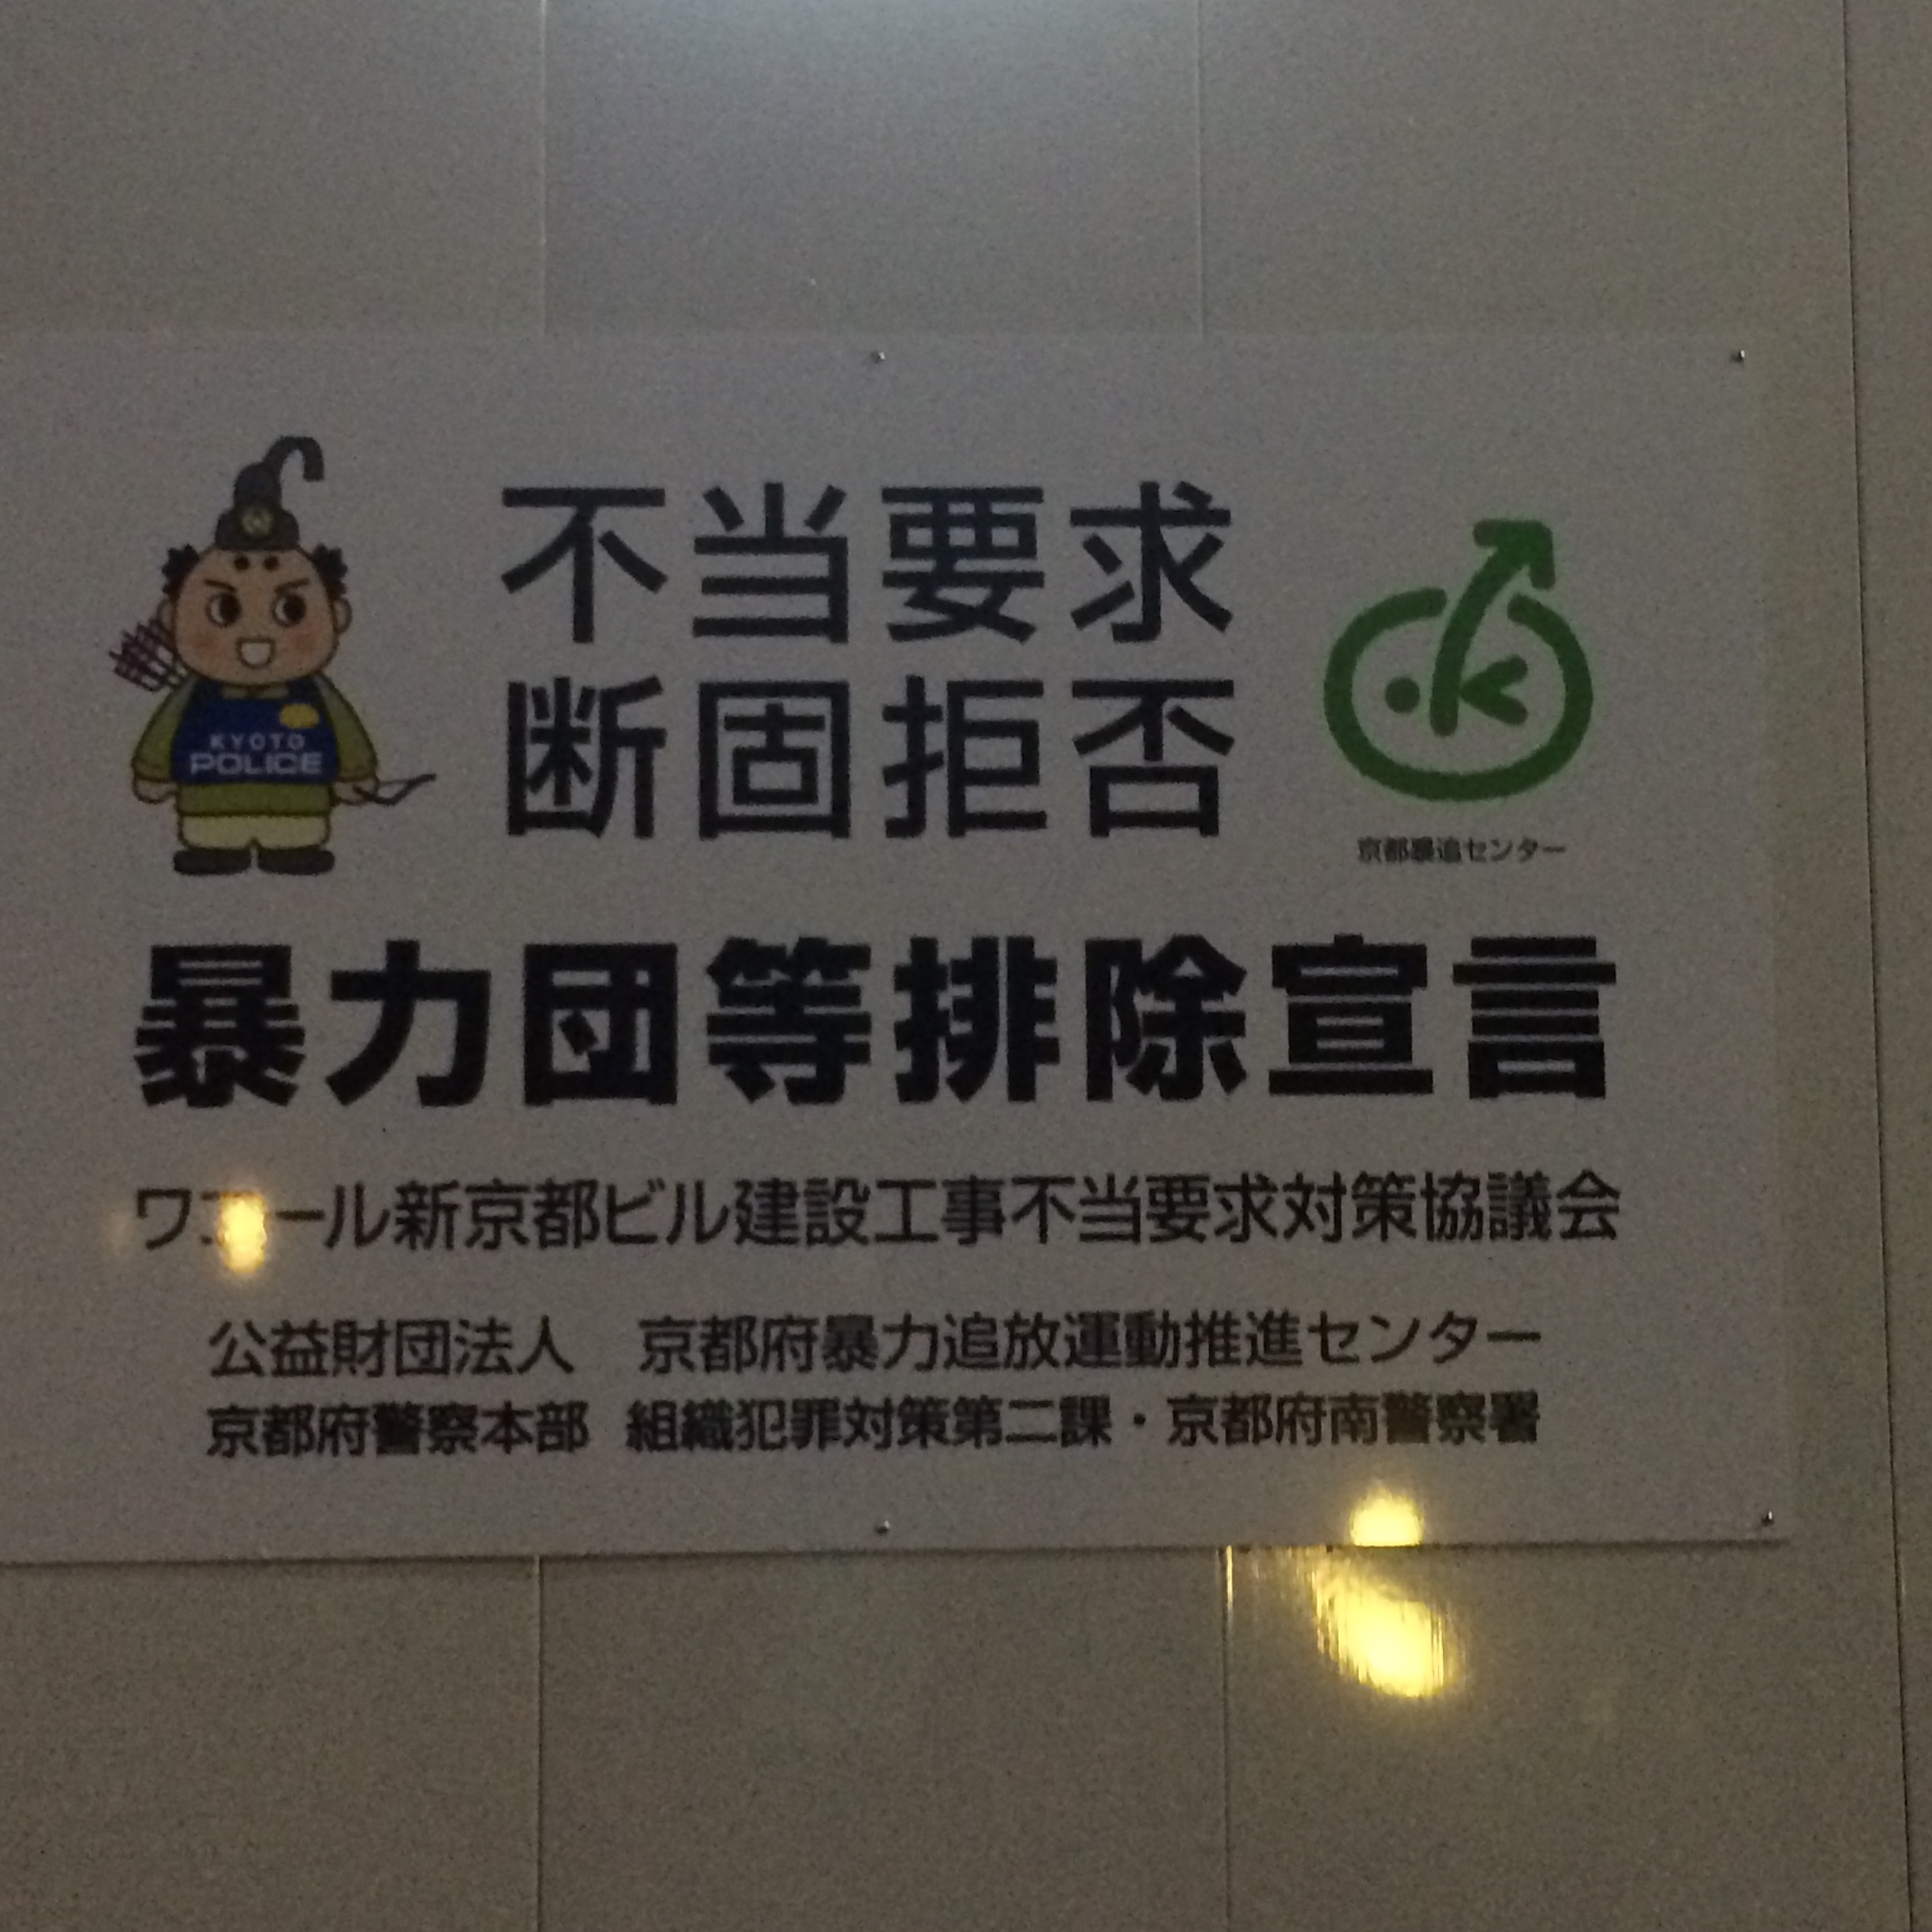 不当要求
断固拒否
KYOTO
POLICE
京都暴追センター
暴力団等排除宣言
ール新京都ビル建設工事不当要求対策協議会
公益財団法人 京都府暴力追放運動推進センター
京都府警察本部 組織犯罪対策第二課・京都府南警察署